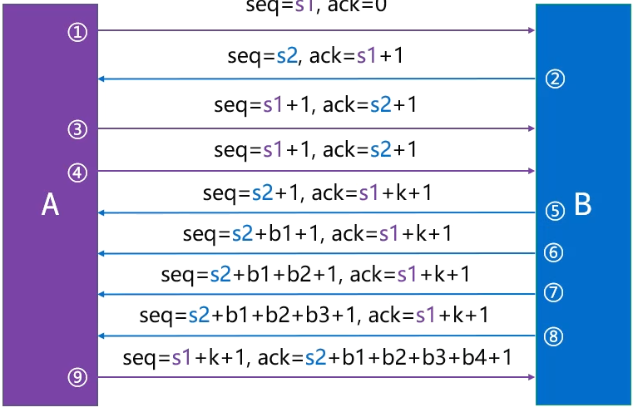 seq=s1, ack=0
①
seq=s2, ack=s1+1
②
seq=s1+1, ack=s2+1
③
seq=s1+1, ack=s2+1
④
seq=s2+1, ack=s1+k+1
A
⑤ B
seq=s2+b1+1, ack=s1+k+1
⑥
seq=s2+b1+b2+1, ack=s1+k+1
⑦
seq=s2+b1+b2+b3+1, ack=s1+k+1
⑧
seq=s1+k+1, ack=s2+b1+b2+b3+b4+1
⑨